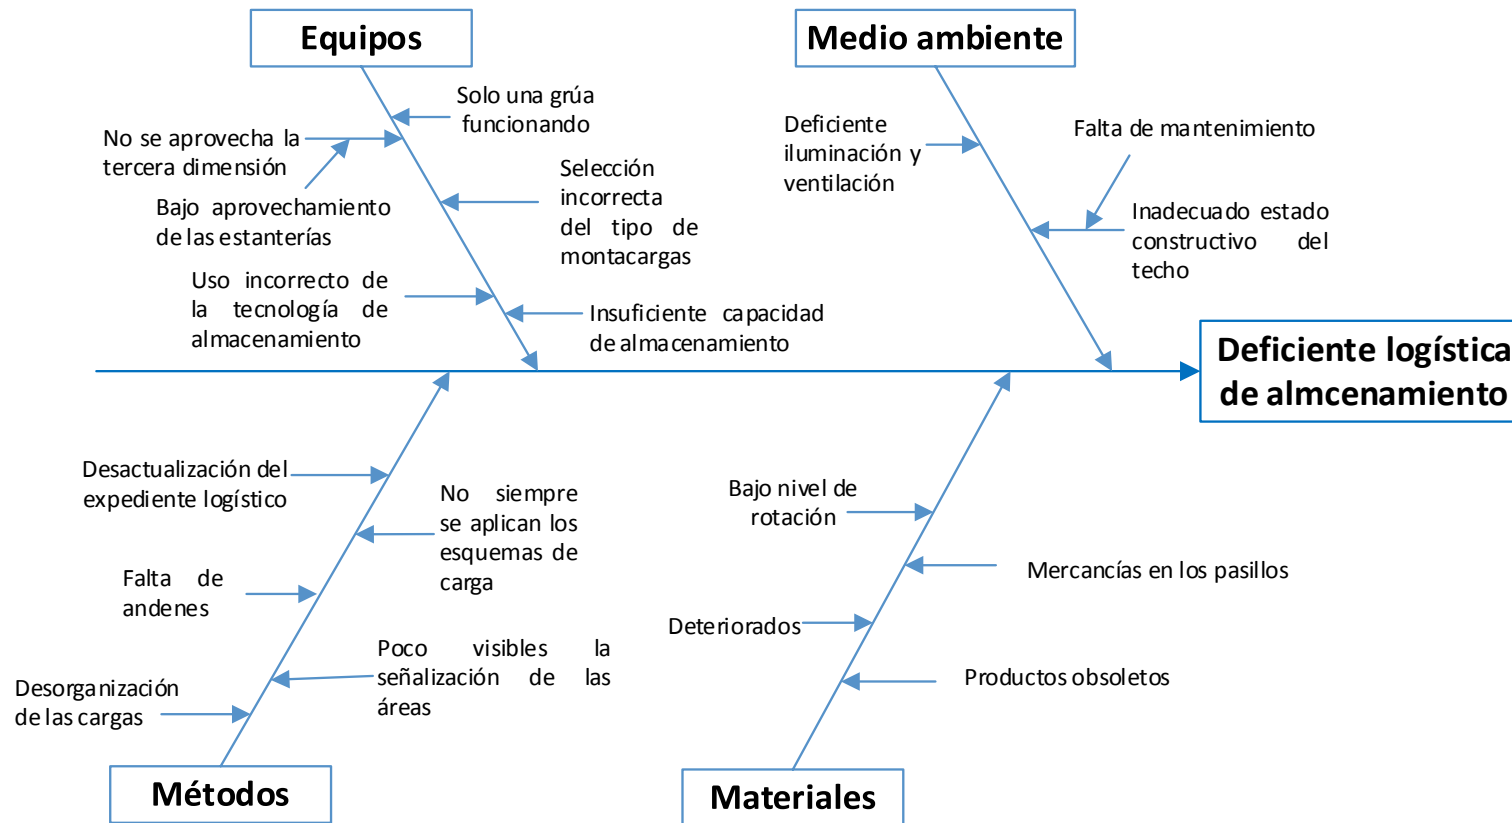 Equipos
Medio ambiente
Solo una grúa
funcionando
No se aprovecha la
tercera dimensión
Bajo aprovechamiento
de las estanterías
Selección
incorrecta
del tipo de
montacargas
Uso incorrecto de
la tecnología de
almacenamiento
Insuficiente capacidad
de almacenamiento
Deficiente
iluminación y
ventilación
Falta de mantenimiento
Inadecuado estado
constructivo del
techo
Deficiente logística
de almcenamiento
Desactualización del
expediente logístico
No siempre
se aplican los
esquemas de
carga
Falta de
andenes
Poco visibles la
señalización de las
áreas
Desorganización
de las cargas
Bajo nivel de
rotación
Mercancías en los pasillos
Deteriorados
Productos obsoletos
Métodos
Materiales